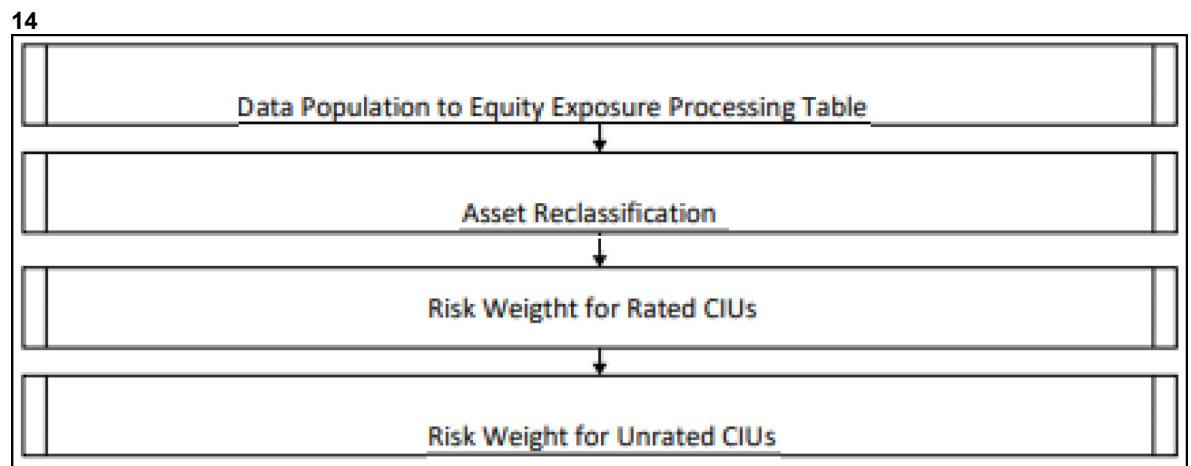 14
Data Population to Equity Exposure Processing Table
Asset Reclassification
Risk Weigtht for Rated CIUs
Risk Weight for Unrated CIUs